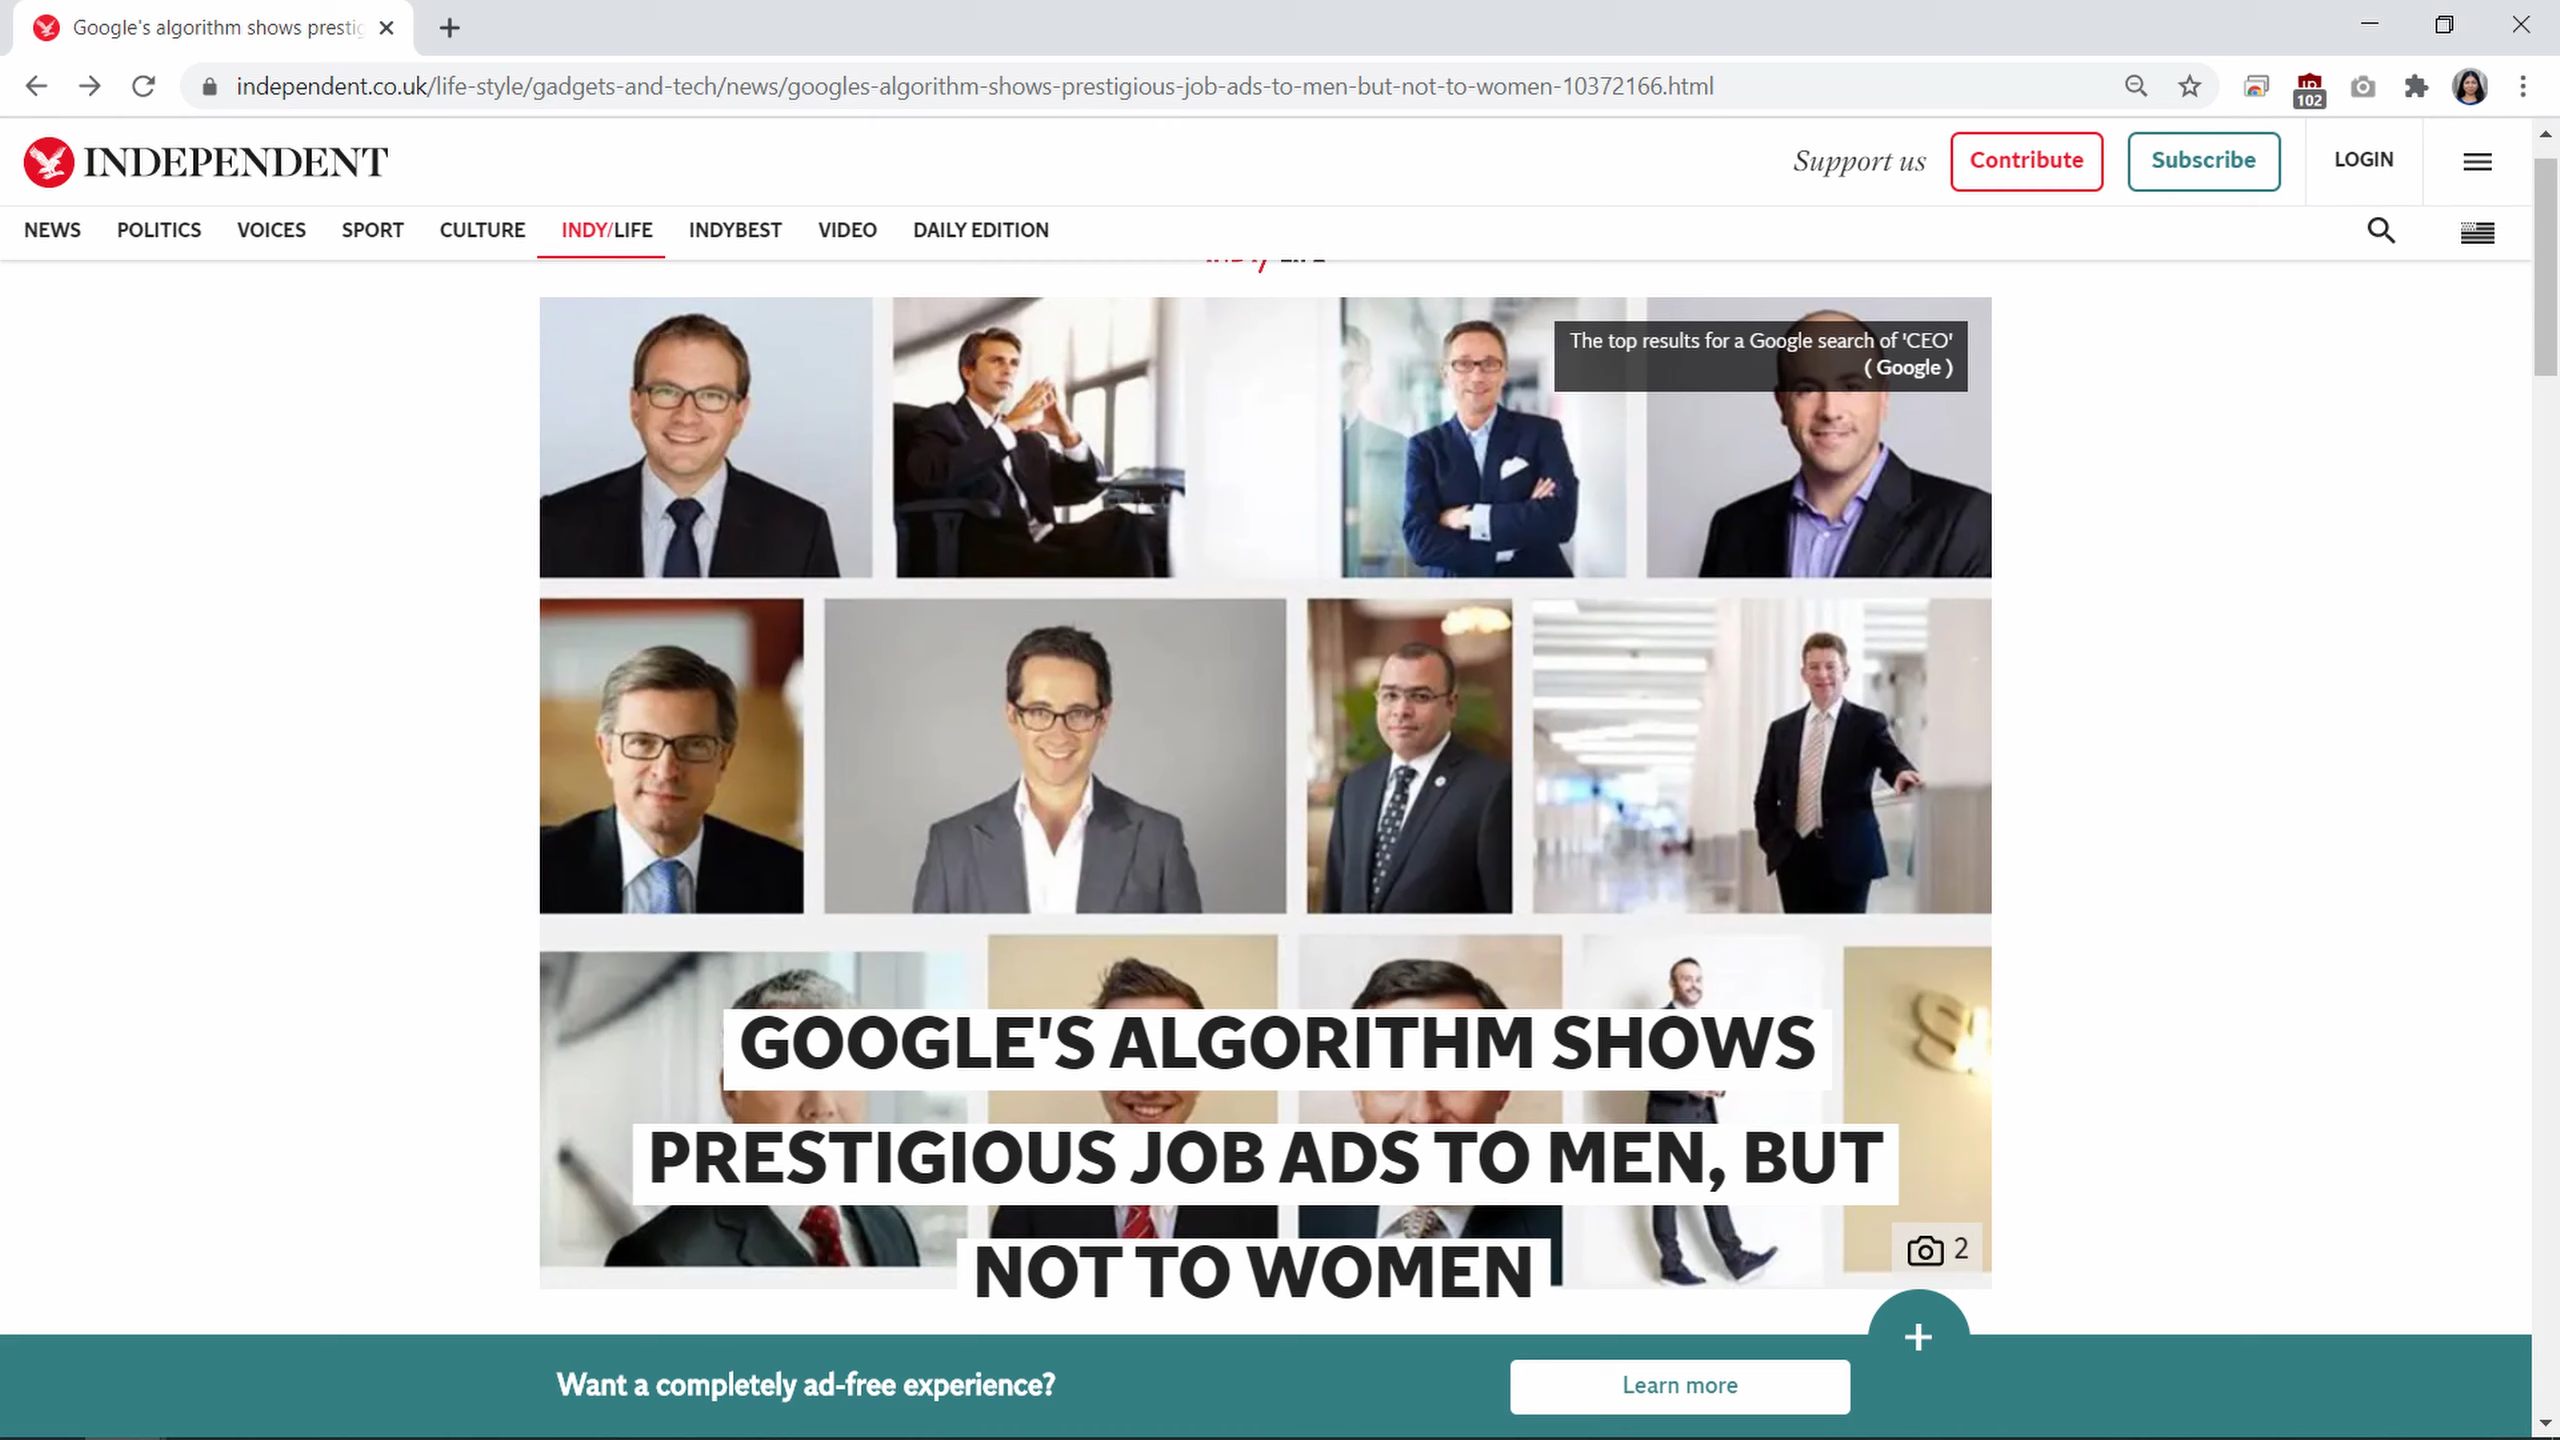 Google's algorithm shows prestig
independent.co.uk/life-style/gadgets-and-tech/news/googles-algorithm-shows-prestigious-job-ads-to-men-but-not-to-women-10372166.html
102
INDEPENDENT
Support us
Contribute
Subscribe
LOGIN
NEWS POLITICS VOICES SPORT CULTURE INDY/LIFE INDYBEST VIDEO DAILY EDITION
The top results for a Google search of 'CEO'
( Google )
GOOGLE'S ALGORITHM SHOWS
PRESTIGIOUS JOB ADS TO MEN, BUT
NOT TO WOMEN
2
Want a completely ad-free experience?
Learn more